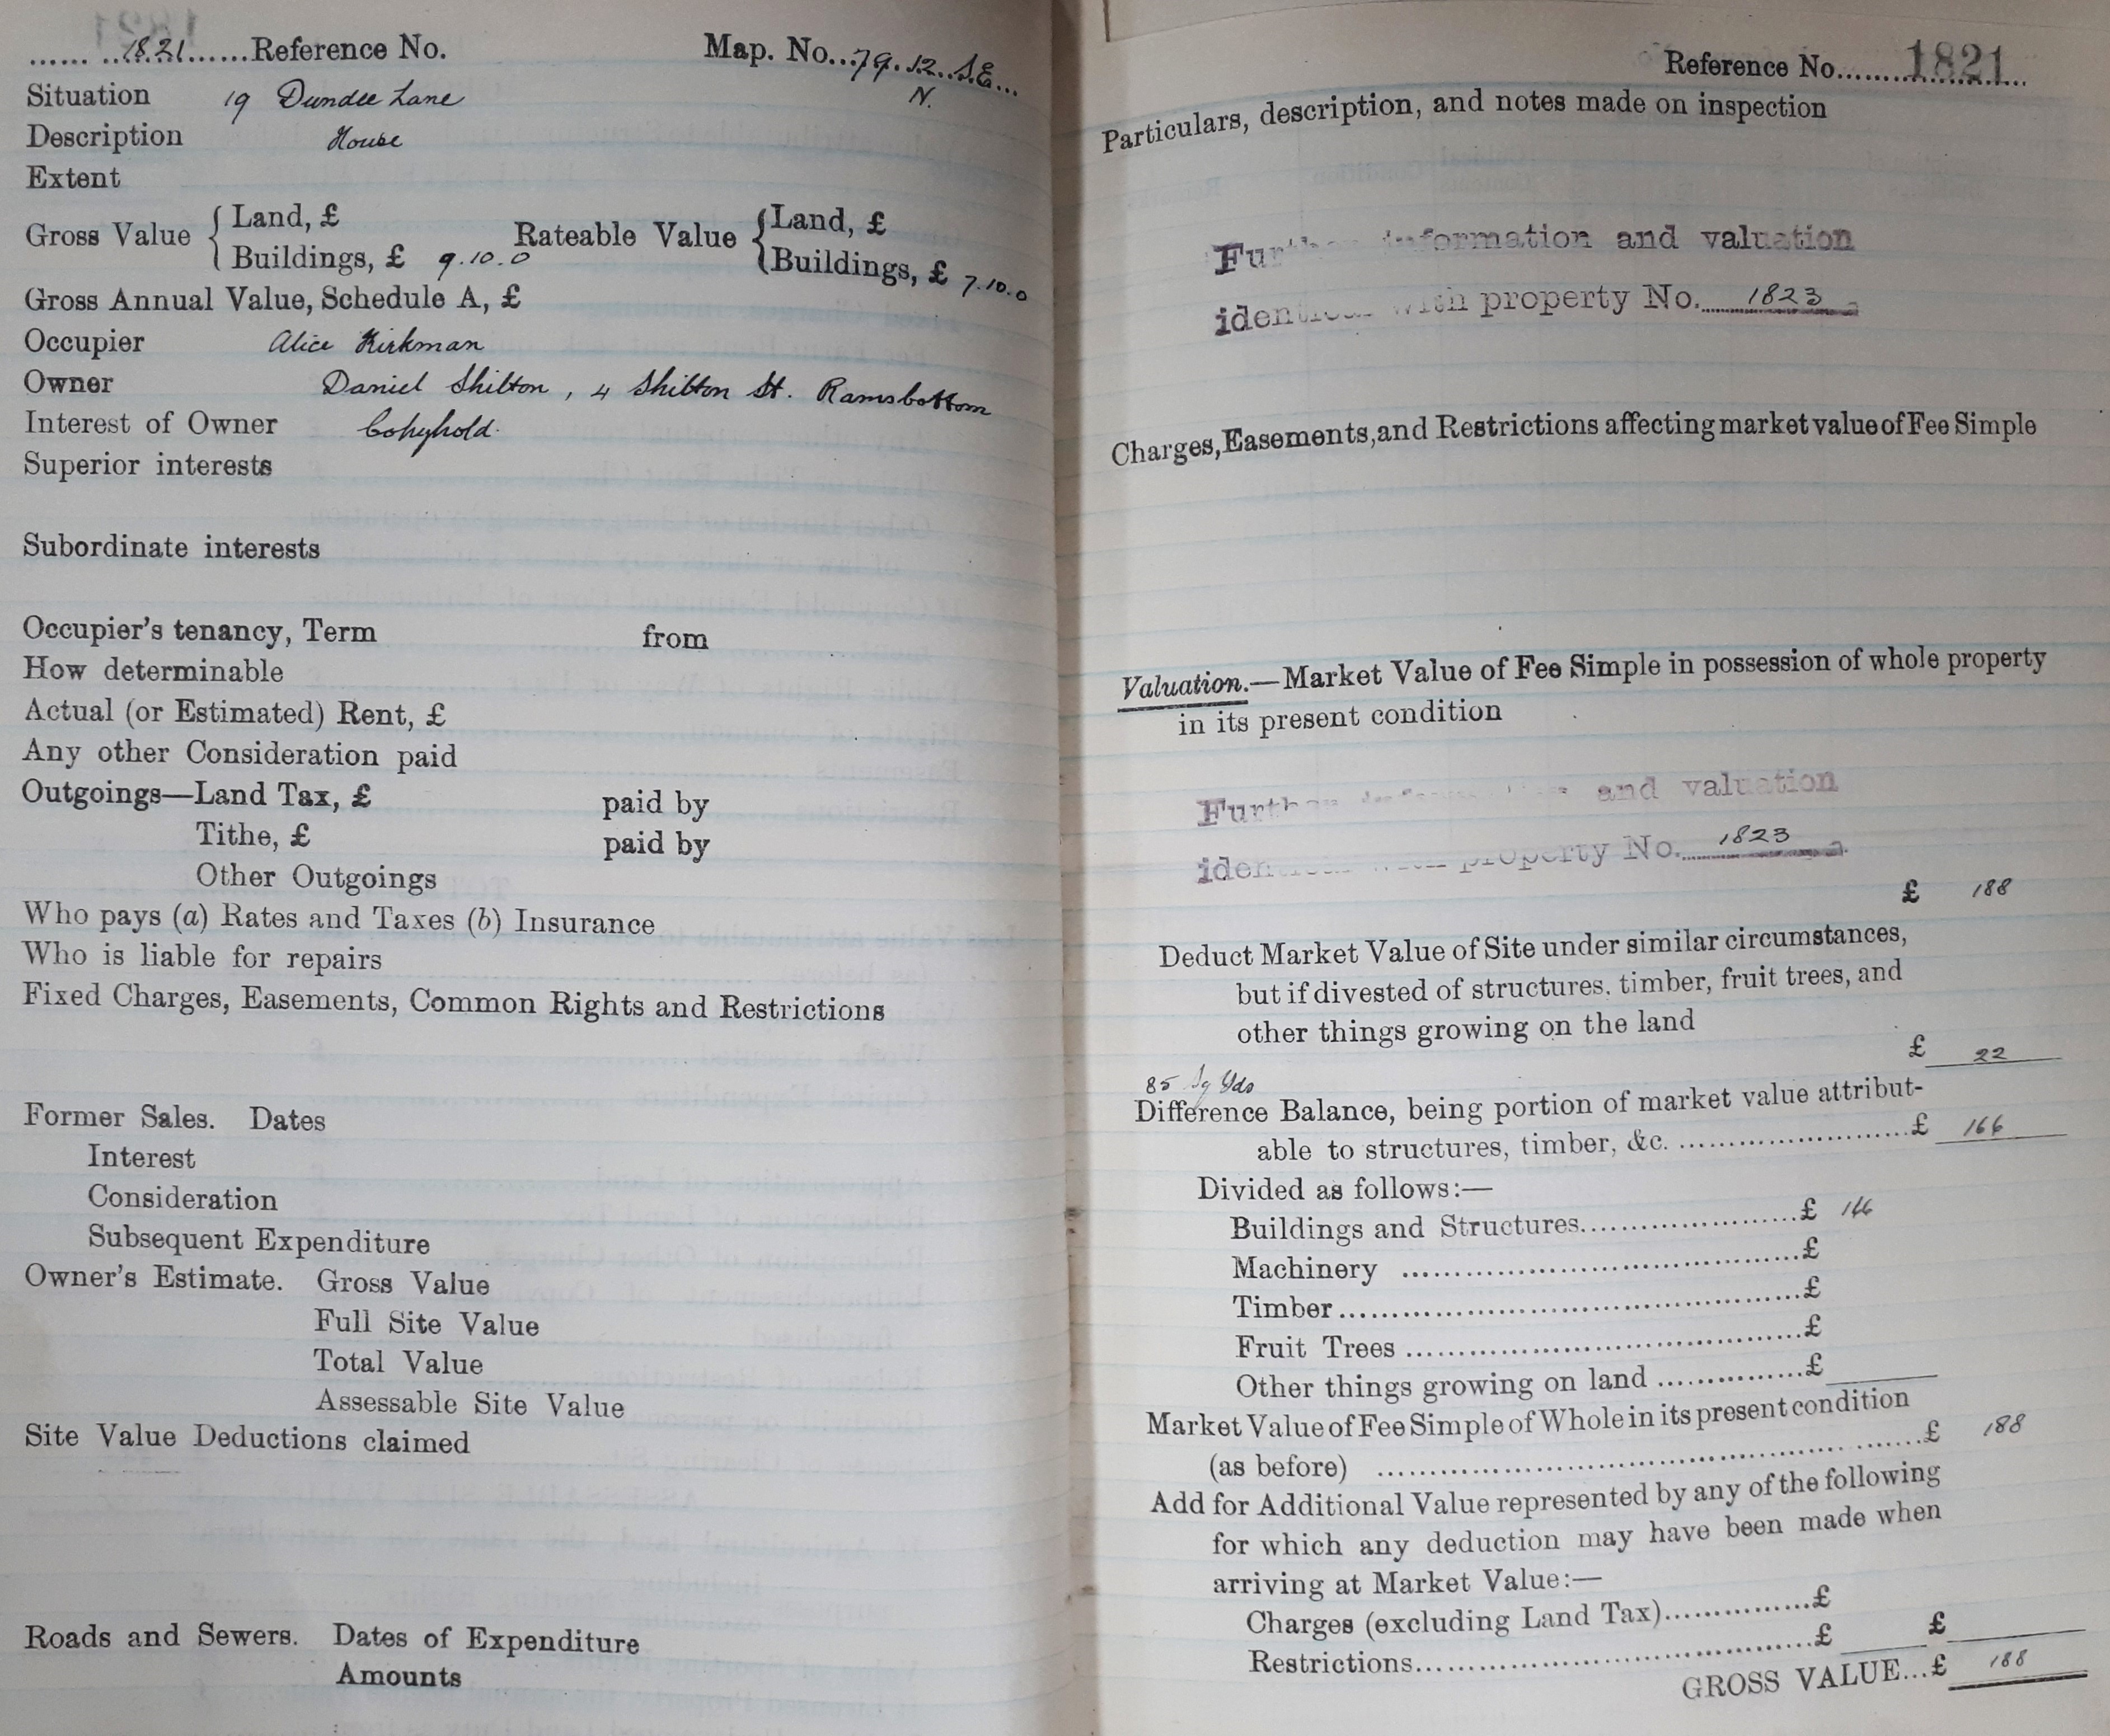 ...... ..1821......Reference No. Map. No...79.12..S.E...
N.
Situation 19 Dundee Lane
Description House
Extent
Gross Value { Land, £ Rateable Value { Land, £
Buildings, £ 9.10.0 Buildings, £ 7.10.0
Gross Annual Value, Schedule A, £
Occupier Alice Kirkman
Owner Daniel Shilton, 4 Shilton St. Ramsbottom
Interest of Owner Copyhold.
Superior interests
Subordinate interests
Occupier's tenancy, Term from
How determinable
Actual (or Estimated) Rent, £
Any other Consideration paid
Outgoings—Land Tax, £ paid by
Tithe, £ paid by
Other Outgoings
Who pays (a) Rates and Taxes (b) Insurance
Who is liable for repairs
Fixed Charges, Easements, Common Rights and Restrictions
Former Sales. Dates
Interest
Consideration
Subsequent Expenditure
Owner's Estimate. Gross Value
Full Site Value
Total Value
Assessable Site Value
Site Value Deductions claimed
Roads and Sewers. Dates of Expenditure
Amounts
Reference No........1821...
Particulars, description, and notes made on inspection
Further information and valuation
identical with property No. 1823
Charges, Easements, and Restrictions affecting market value of Fee Simple
Valuation.—Market Value of Fee Simple in possession of whole property
in its present condition
Further information and valuation
identical with property No. 1823
£ 188
Deduct Market Value of Site under similar circumstances,
but if divested of structures. timber, fruit trees, and
other things growing on the land
£ 22
85 Sq Yds
Difference Balance, being portion of market value attribut-
able to structures, timber, &c. ........................£ 166
Divided as follows:—
Buildings and Structures......................£ 166
Machinery ........................................£
Timber..............................................£
Fruit Trees .......................................£
Other things growing on land ...............£
Market Value of Fee Simple of Whole in its present condition
(as before) ..................................................£ 188
Add for Additional Value represented by any of the following
for which any deduction may have been made when
arriving at Market Value:—
Charges (excluding Land Tax)...............£
Restrictions.......................................£ £
GROSS VALUE...£ 188